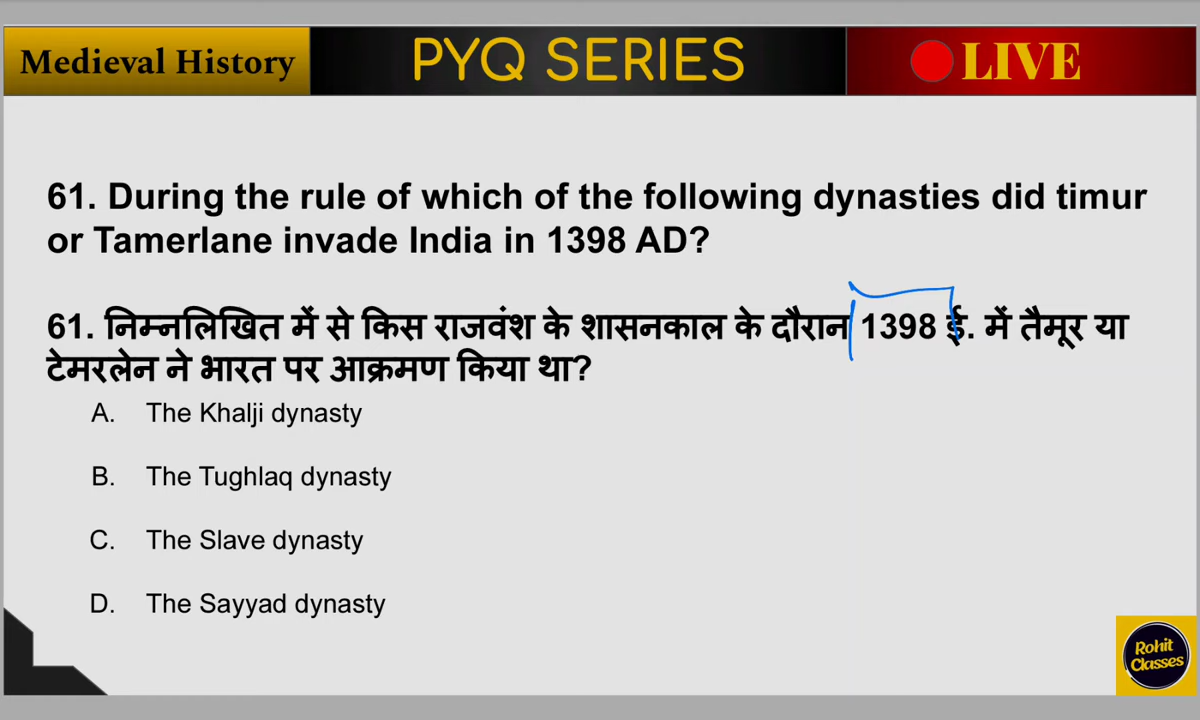 Medieval History
PYQ SERIES
LIVE
61. During the rule of which of the following dynasties did timur
or Tamerlane invade India in 1398 AD?
61. निम्नलिखित में से किस राजवंश के शासनकाल के दौरान 1398 ई. में तैमूर या
टेमरलेन ने भारत पर आक्रमण किया था?
A. The Khalji dynasty
B. The Tughlaq dynasty
C. The Slave dynasty
D. The Sayyad dynasty
Rohit
Classes